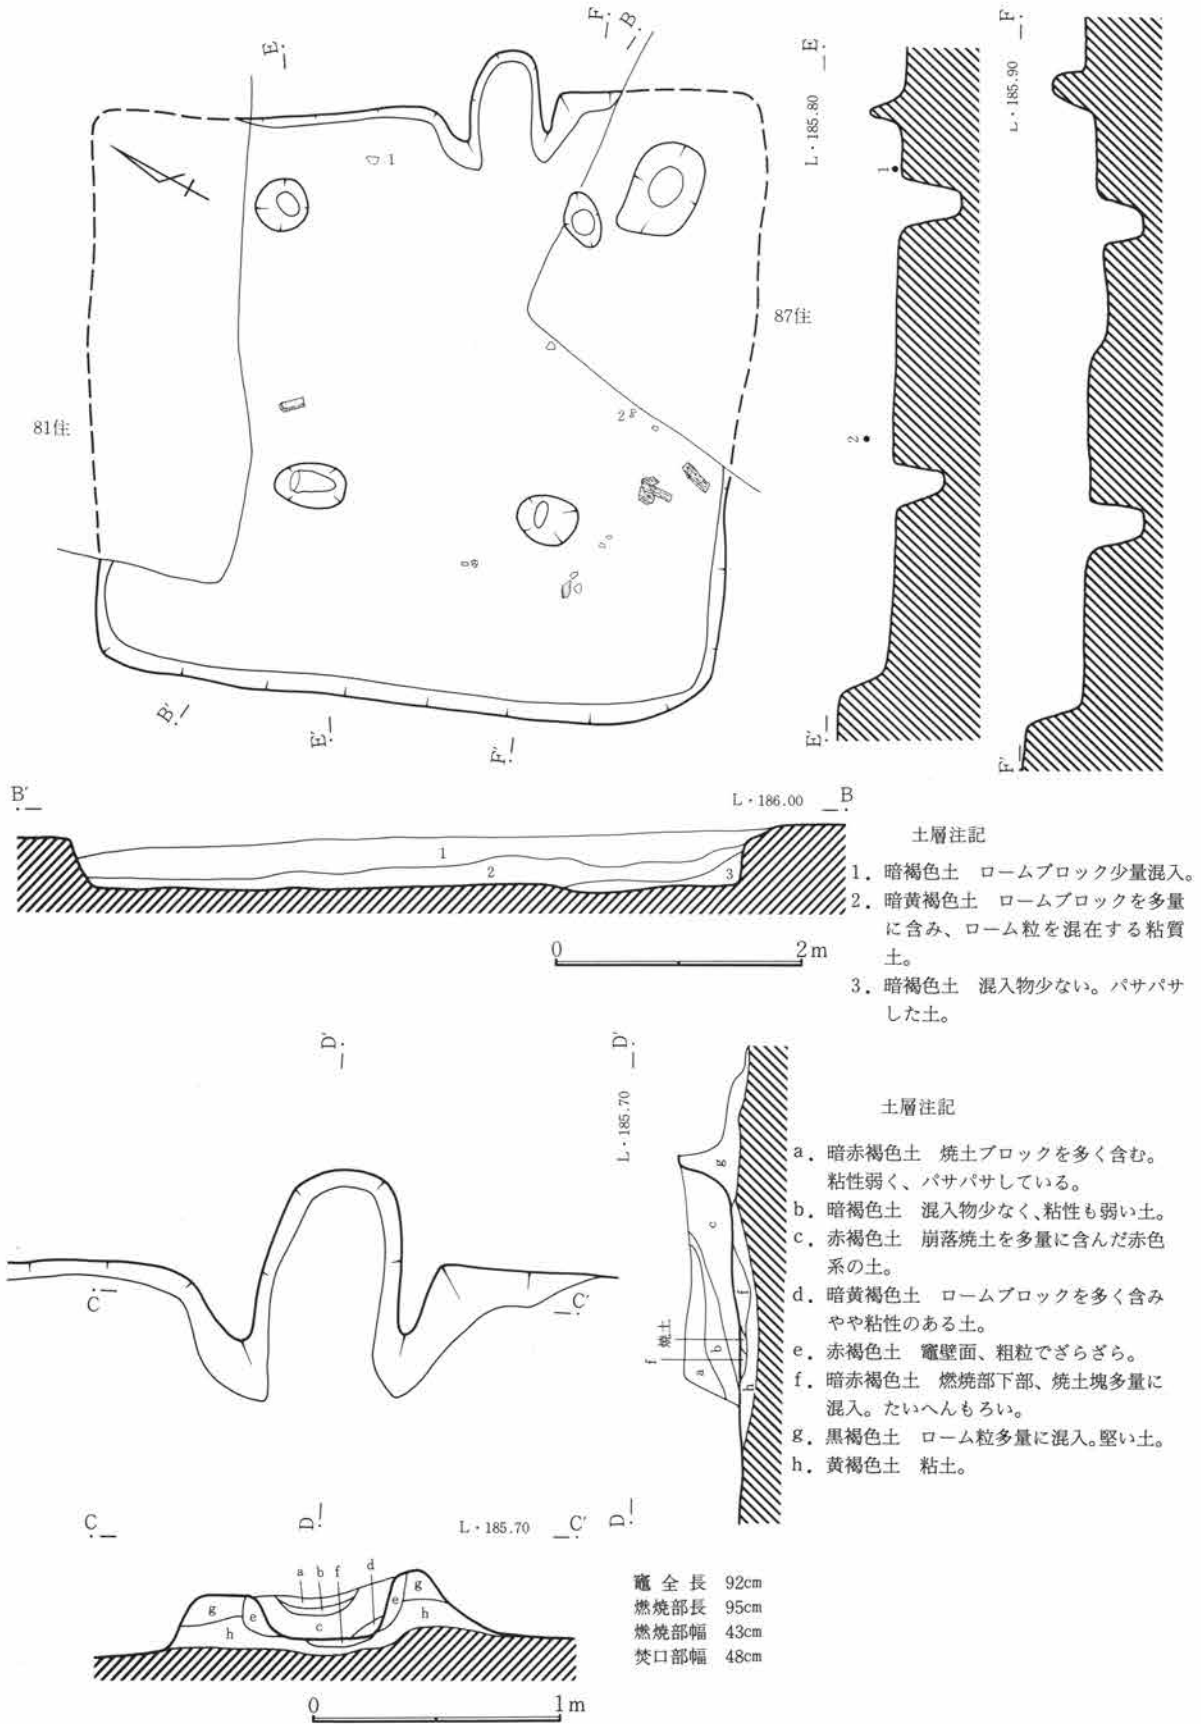 E
F
B
E
L・185.80
F
L・185.90
1
1
87住
2
81住
2
B'
E'
F'
E'
F'
B'
L・186.00
B
1
2
3
土層注記
1．暗褐色土　ロームブロック少量混入。
2．暗黄褐色土　ロームブロックを多量
に含み、ローム粒を混在する粘質
土。
3．暗褐色土　混入物少ない。パサパサ
した土。
0
2m
D'
D'
L・185.70
C
C'
g
c
f
焼土
b
f
a
h
土層注記
a．暗赤褐色土　焼土ブロックを多く含む。
粘性弱く、パサパサしている。
b．暗褐色土　混入物少なく、粘性も弱い土。
c．赤褐色土　崩落焼土を多量に含んだ赤色
系の土。
d．暗黄褐色土　ロームブロックを多く含み
やや粘性のある土。
e．赤褐色土　竈壁面、粗粒でざらざら。
f．暗赤褐色土　燃焼部下部、焼土塊多量に
混入。たいへんもろい。
g．黒褐色土　ローム粒多量に混入。堅い土。
h．黄褐色土　粘土。
C
D
L・185.70
C'
D
a b f d
g
e
c
e
g
h
h
竈全長　92cm
燃焼部長　95cm
燃焼部幅　43cm
焚口部幅　48cm
0
1m